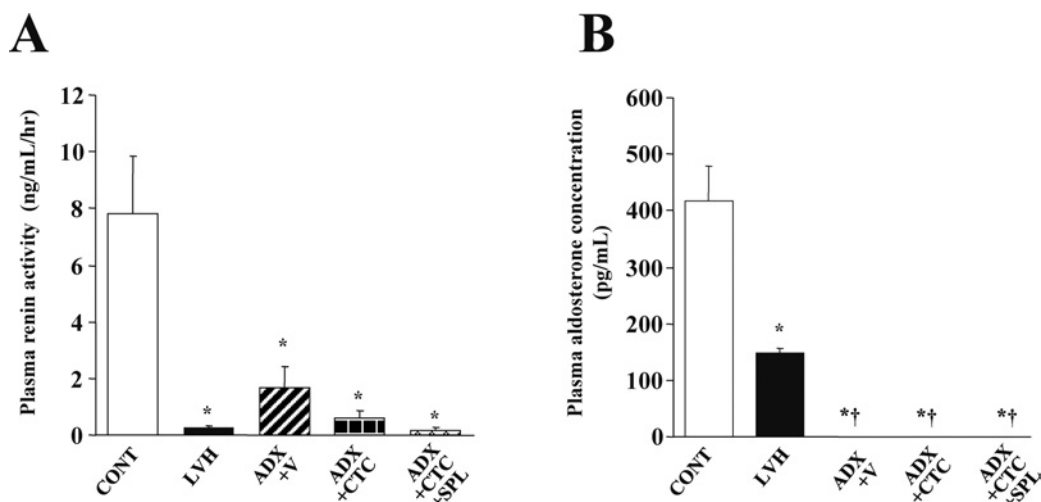 A
Plasma renin activity (ng/mL/hr)
12
10
8
6
4
2
0
*
*
*
*
CONT
LVH
ADX
+V
ADX
+CTC
ADX
+CTC
+SPL
B
Plasma aldosterone concentration
(pg/mL)
600
500
400
300
200
100
0
*
*†
*†
*†
CONT
LVH
ADX
+V
ADX
+CTC
ADX
+CTC
+SPL